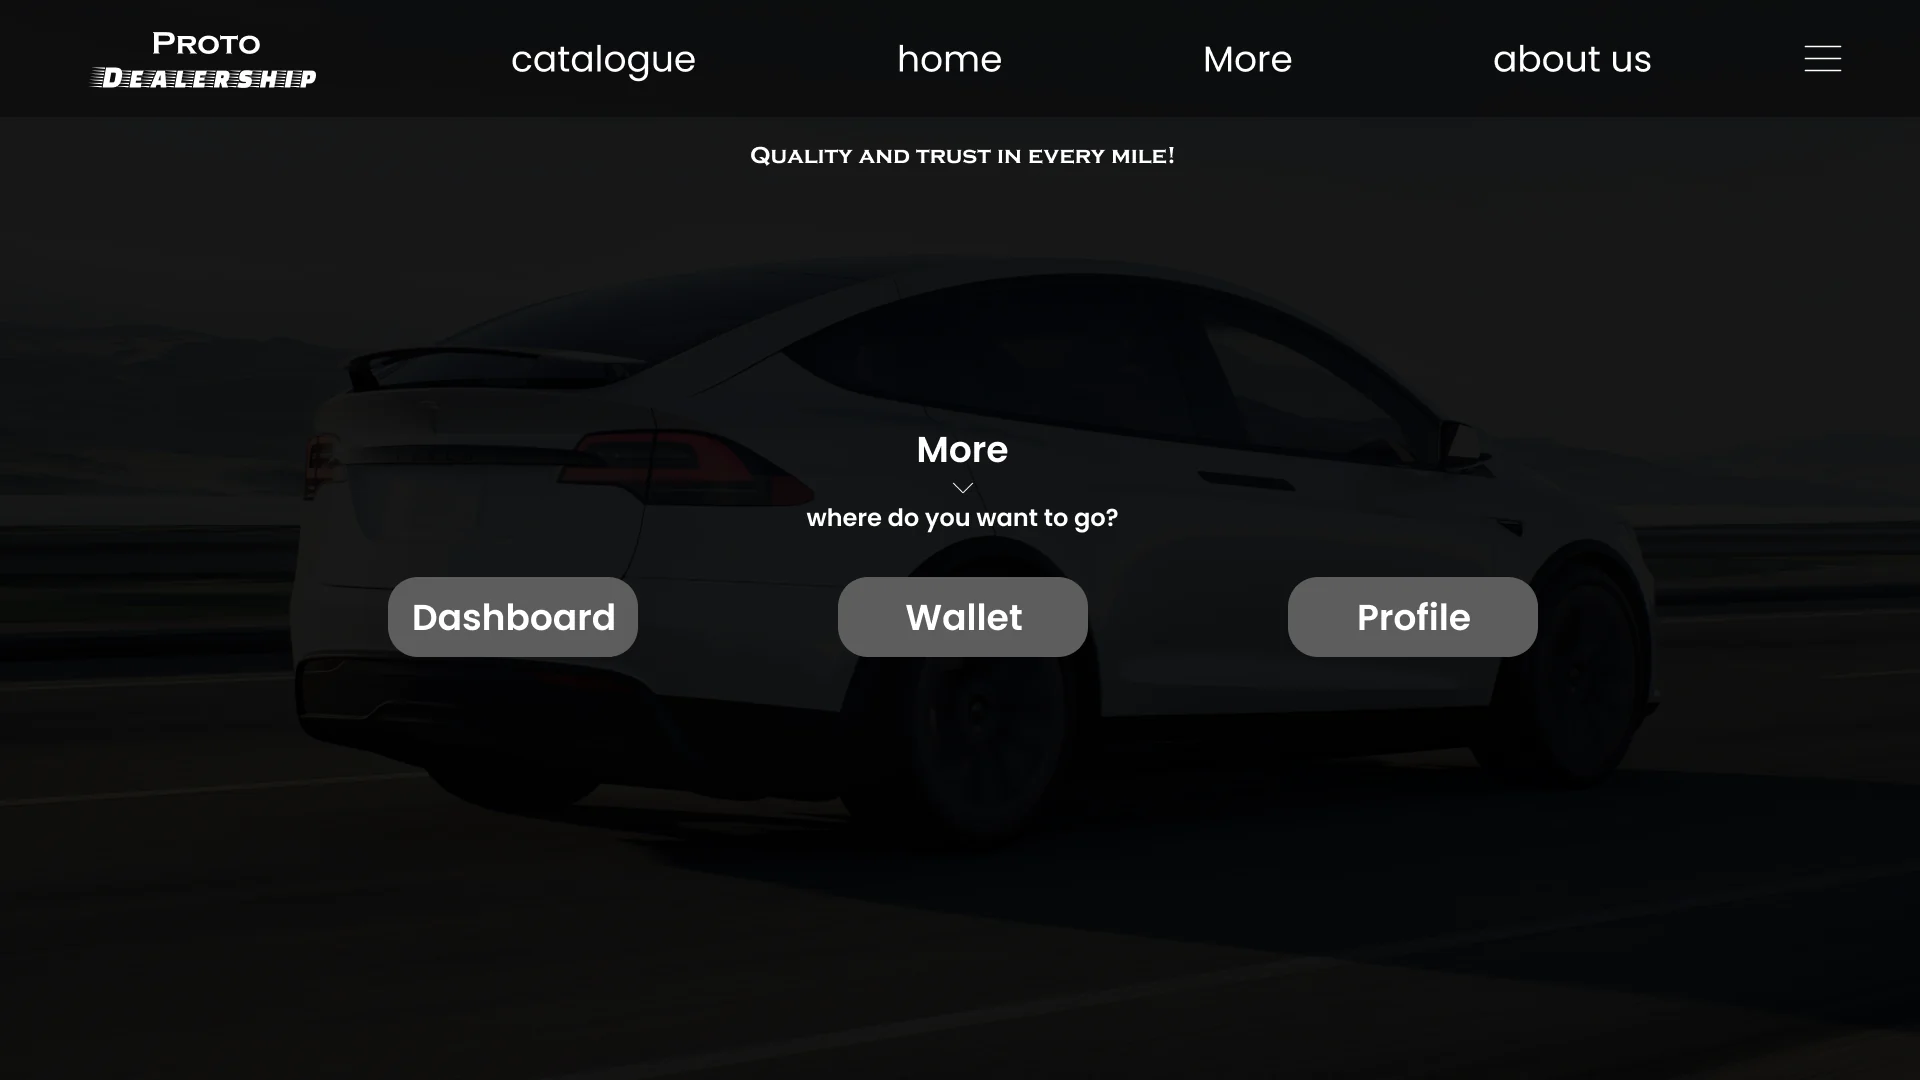 Proto
Dealership
catalogue
home
More
about us
Quality and trust in every mile!
More
where do you want to go?
Dashboard
Wallet
Profile